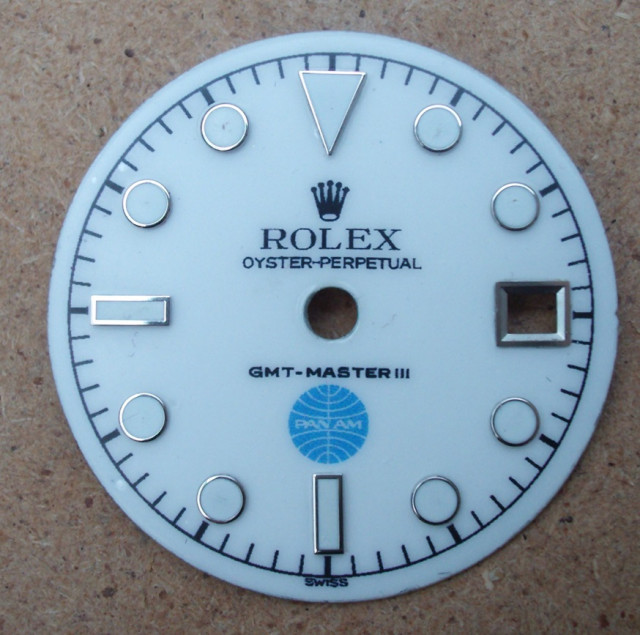 ROLEX
OYSTER-PERPETUAL
GMT-MASTER III
PAN AM
SWISS